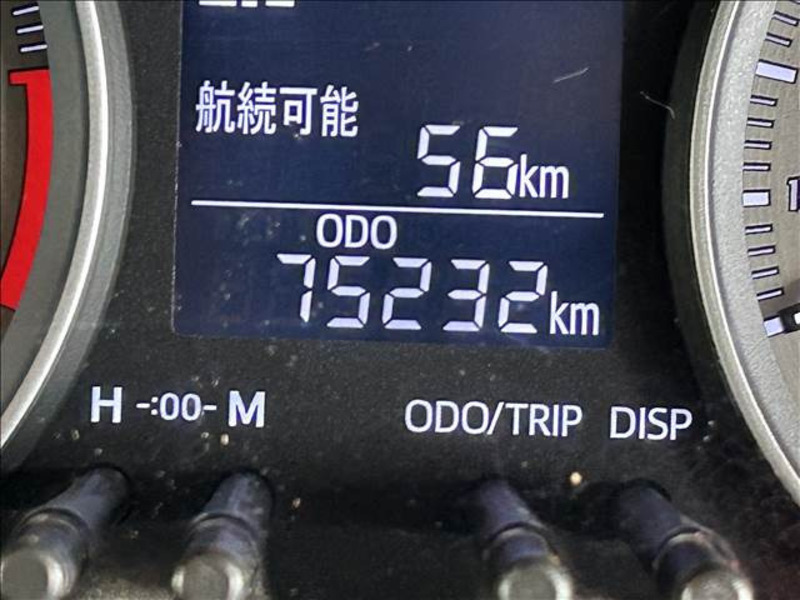 航続可能
56km
ODO
75232km
H -:00- M
ODO/TRIP DISP